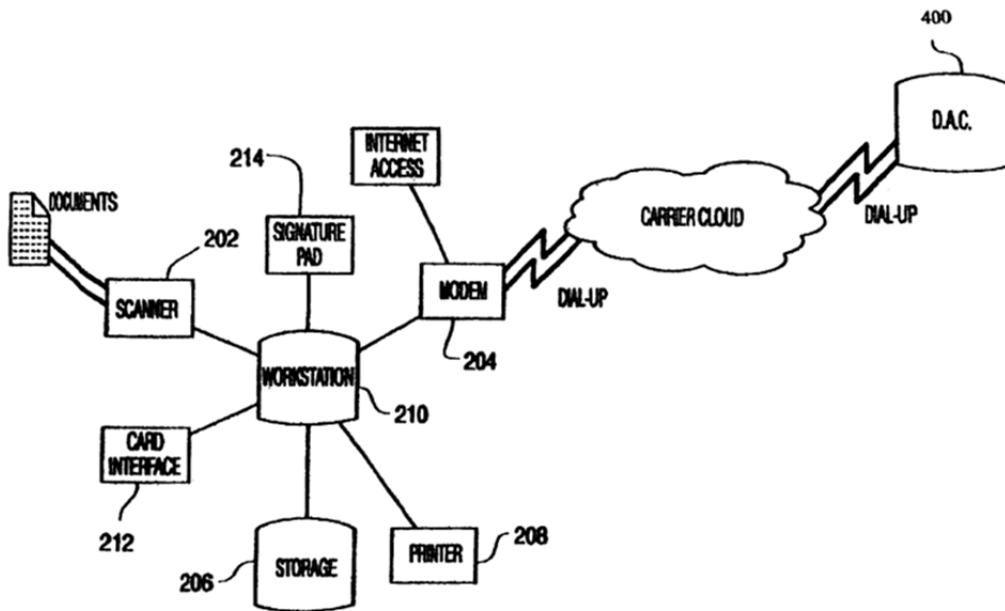 400
D.A.C.
INTERNET
ACCESS
214
DOCUMENTS
SIGNATURE
PAD
202
CARRIER CLOUD
DIAL-UP
SCANNER
MODEM
DIAL-UP
204
WORKSTATION
210
CARD
INTERFACE
212
206
STORAGE
PRINTER
208